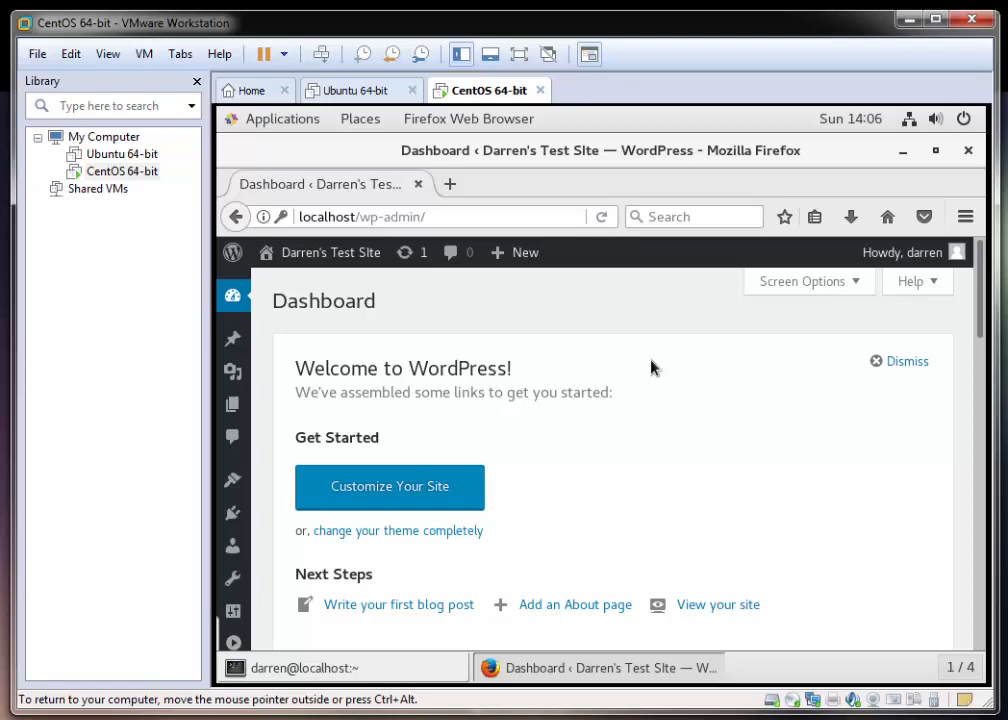 CentOS 64-bit - VMware Workstation
File Edit View VM Tabs Help
Library
Type here to search
My Computer
Ubuntu 64-bit
CentOS 64-bit
Shared VMs
Home
Ubuntu 64-bit
CentOS 64-bit
Applications Places Firefox Web Browser Sun 14:06
Dashboard ‹ Darren's Test SIte — WordPress - Mozilla Firefox
Dashboard ‹ Darren's Tes...
localhost/wp-admin/
Search
Darren's Test SIte 1 0 New Howdy, darren
Screen Options Help
Dashboard
Welcome to WordPress!
Dismiss
We've assembled some links to get you started:
Get Started
Customize Your Site
or, change your theme completely
Next Steps
Write your first blog post Add an About page View your site
darren@localhost:~
Dashboard ‹ Darren's Test SIte — W...
1 / 4
To return to your computer, move the mouse pointer outside or press Ctrl+Alt.